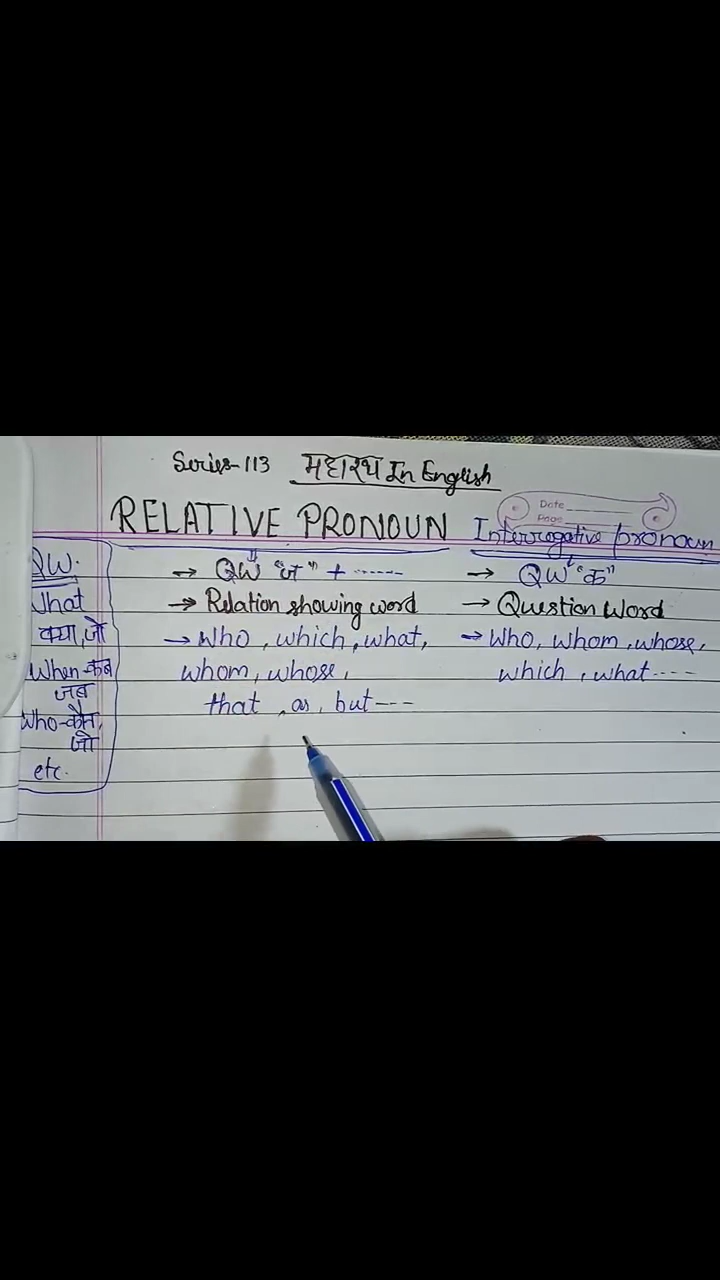 Series-113 महारथ In English
Date
Page
RELATIVE PRONOUN Interrogative pronoun
QW.
→ QW "ज" + ------
→ QW "क"
What
→ Relation showing word
→ Question Word
क्या, जो
→ Who, which, what,
→ Who, whom, whose,
When-कब
whom, whose,
which, what----
जब
that, as, but---
Who-कौन,
जो
etc.